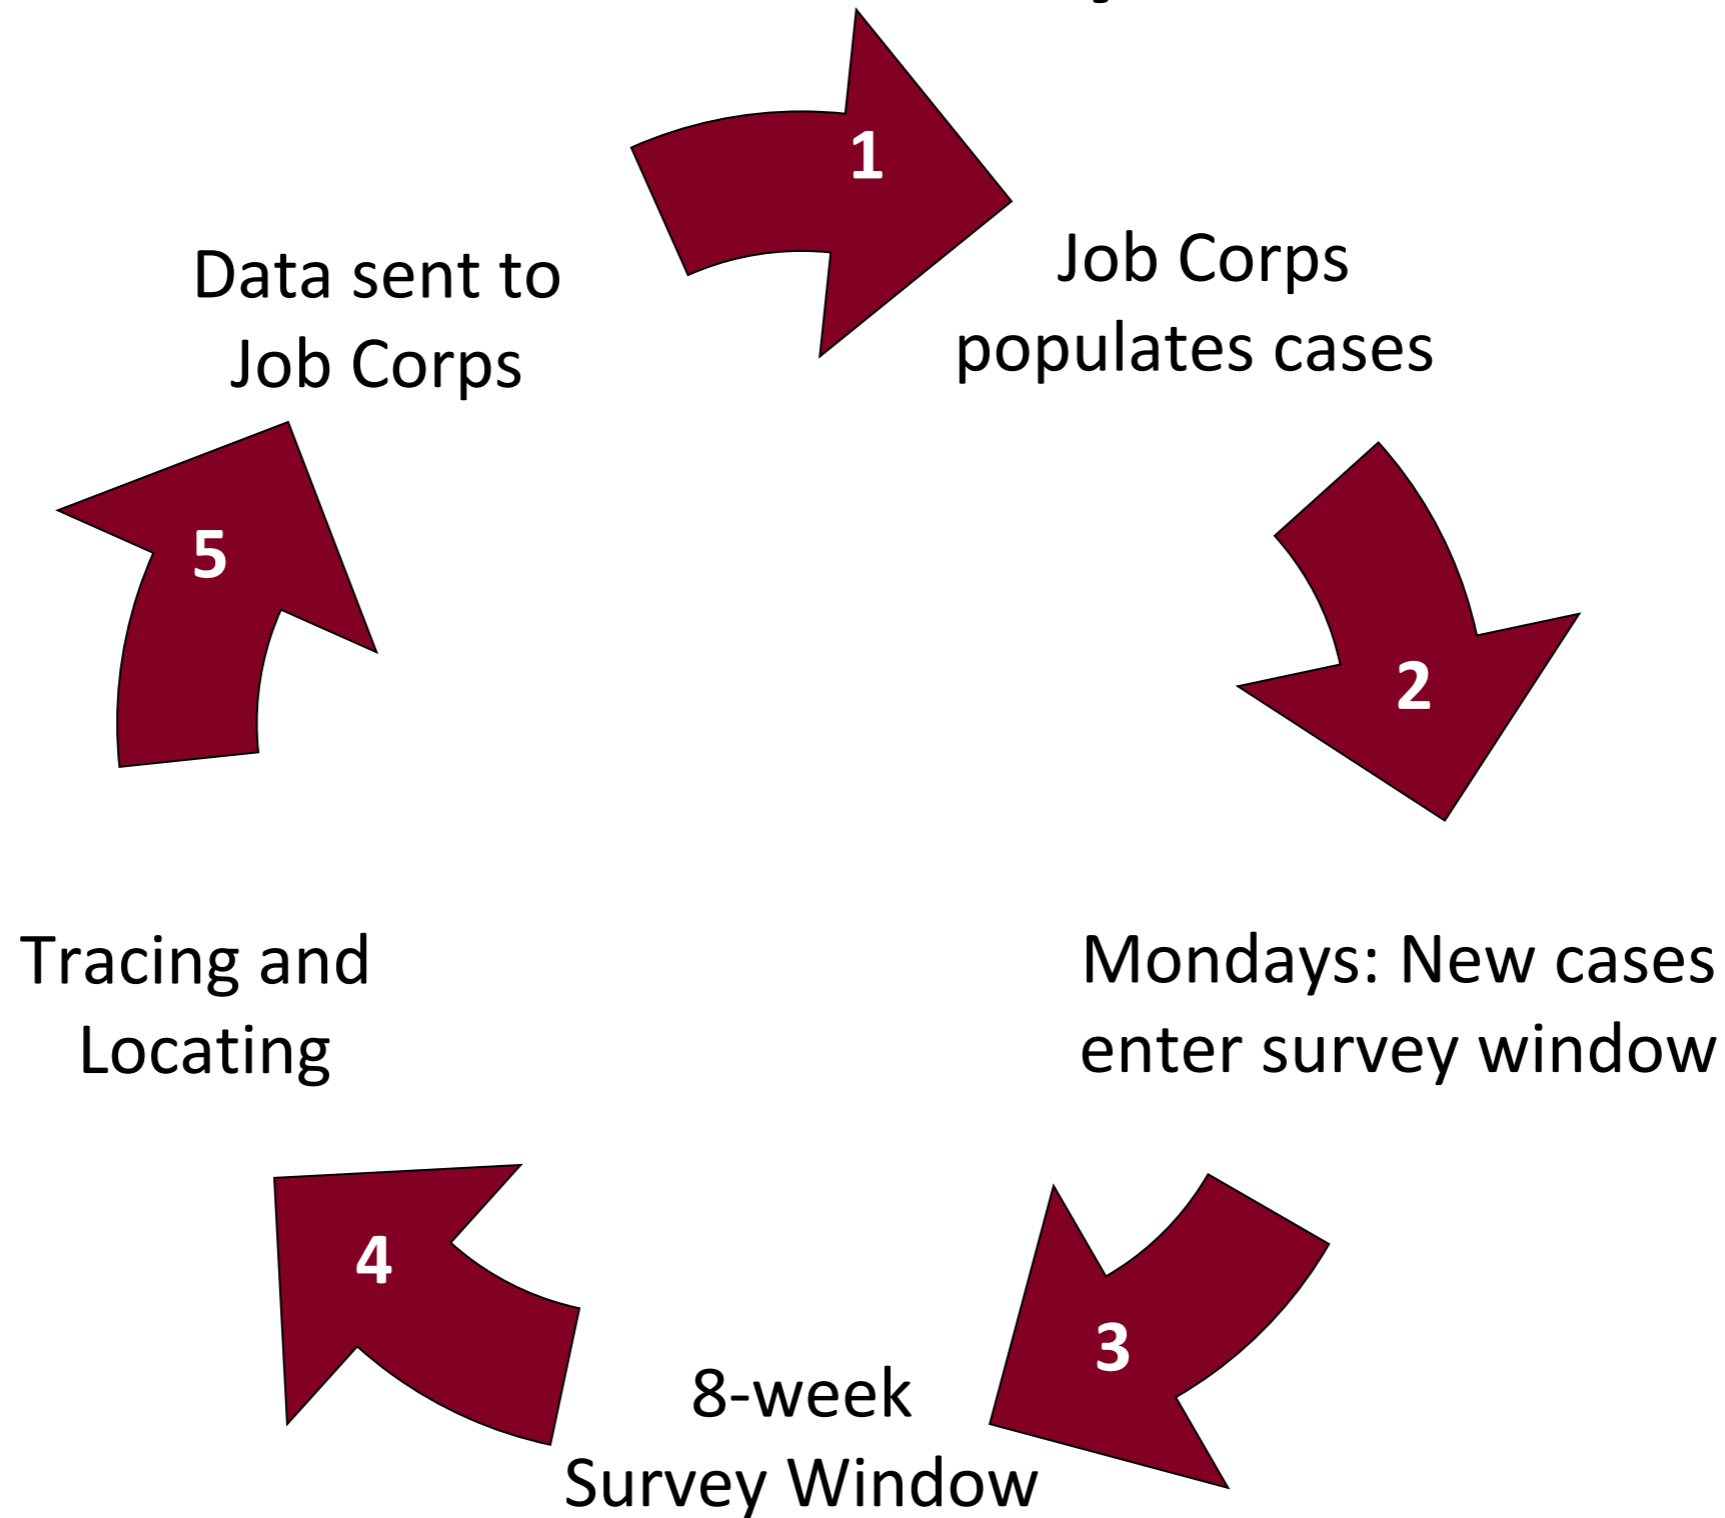 1
Job Corps
populates cases
2
Mondays: New cases
enter survey window
3
8-week
Survey Window
4
Tracing and
Locating
5
Data sent to
Job Corps